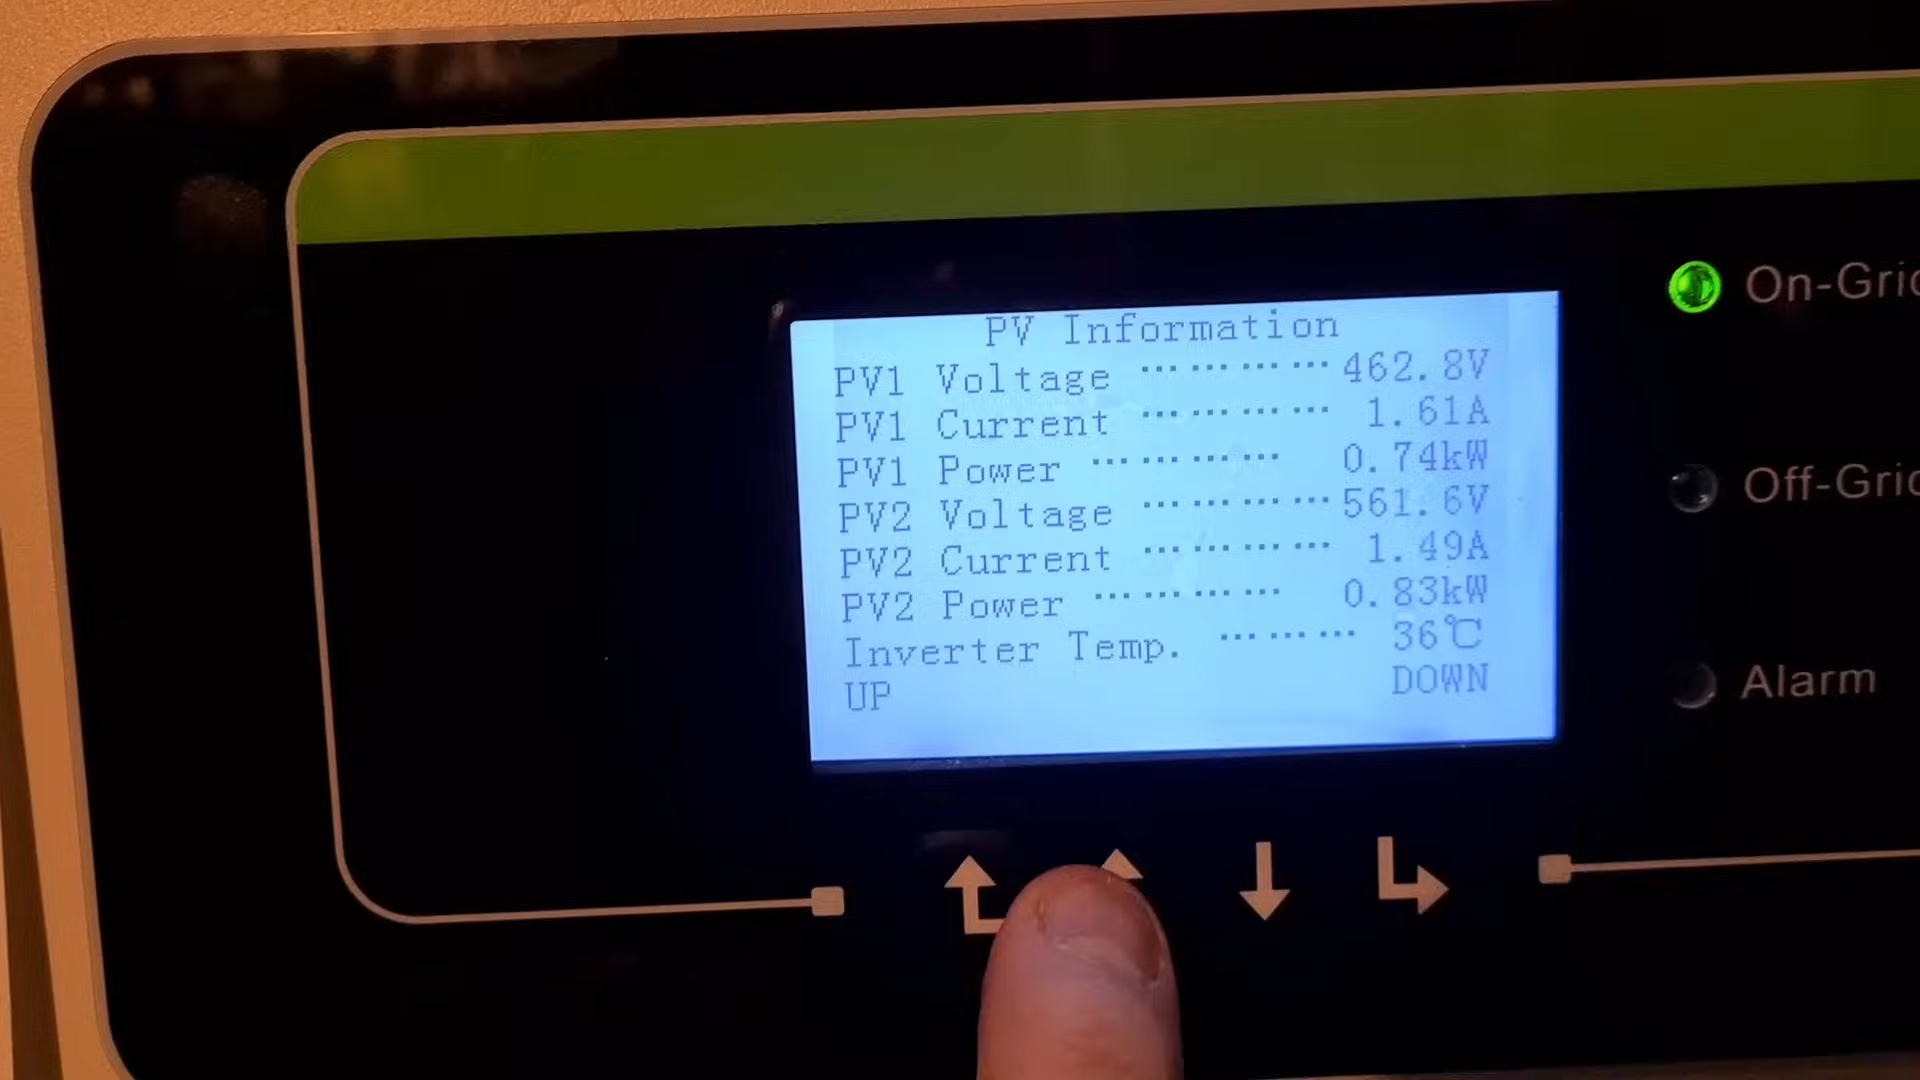 PV Information
PV1 Voltage ………… 462.8V
PV1 Current ………… 1.61A
PV1 Power ………… 0.74kW
PV2 Voltage ………… 561.6V
PV2 Current ………… 1.49A
PV2 Power ………… 0.83kW
Inverter Temp. ……… 36℃
UP DOWN
On-Grid
Off-Grid
Alarm